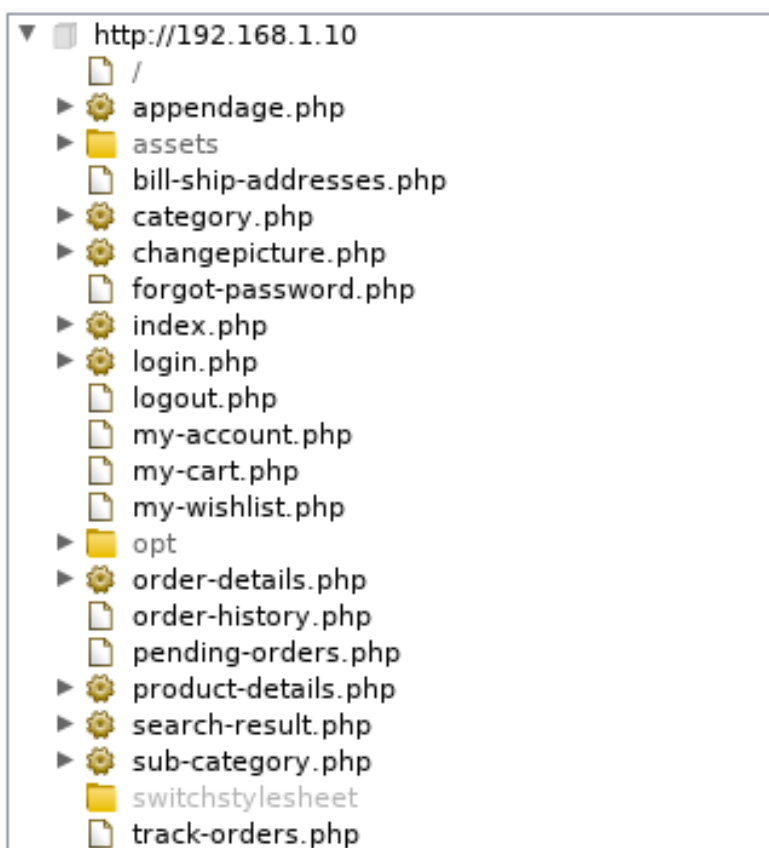 http://192.168.1.10
/
appendage.php
assets
bill-ship-addresses.php
category.php
changepicture.php
forgot-password.php
index.php
login.php
logout.php
my-account.php
my-cart.php
my-wishlist.php
opt
order-details.php
order-history.php
pending-orders.php
product-details.php
search-result.php
sub-category.php
switchstylesheet
track-orders.php